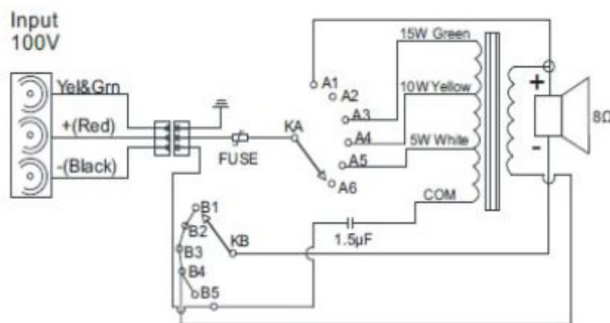 Input
100V
Yel&Grn
+(Red)
-(Black)
FUSE
KA
A1
A2
A3
A4
A5
A6
15W Green
10W Yellow
5W White
COM
1.5µF
+
-
8Ω
B1
B2
B3
B4
B5
KB